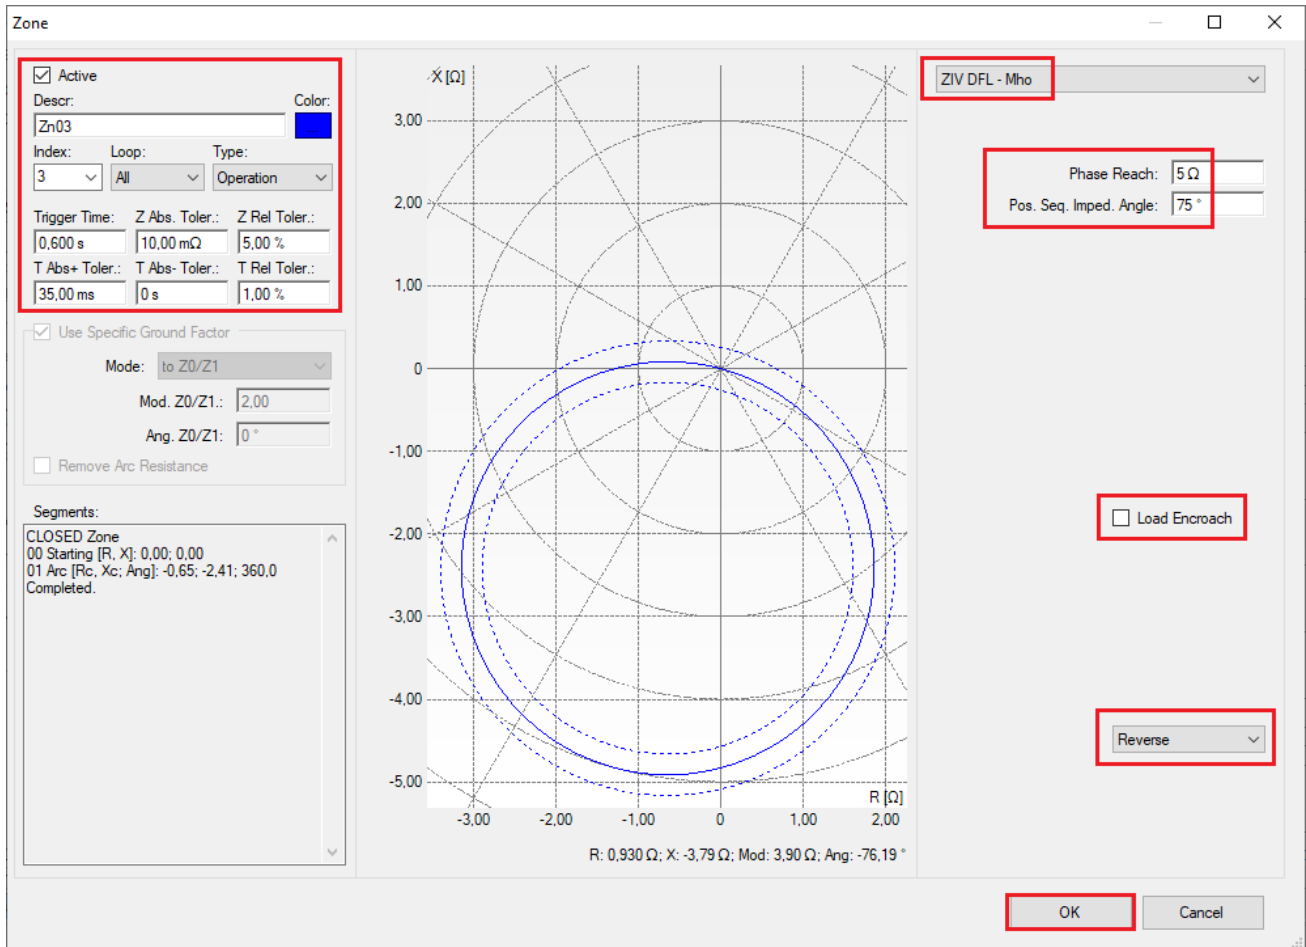 Zone
Active
Descr: Color:
Zn03
Index: Loop: Type:
3 All Operation
Trigger Time: Z Abs. Toler.: Z Rel Toler.:
0,600 s 10,00 mΩ 5,00 %
T Abs+ Toler.: T Abs- Toler.: T Rel Toler.:
35,00 ms 0 s 1,00 %
Use Specific Ground Factor
Mode: to Z0/Z1
Mod. Z0/Z1.: 2,00
Ang. Z0/Z1: 0 °
Remove Arc Resistance
Segments:
CLOSED Zone
00 Starting [R, X]: 0,00; 0,00
01 Arc [Rc, Xc; Ang]: -0,65; -2,41; 360,0
Completed.
X [Ω]
3,00
2,00
1,00
0
-1,00
-2,00
-3,00
-4,00
-5,00
R [Ω]
-3,00 -2,00 -1,00 0 1,00 2,00
R: 0,930 Ω; X: -3,79 Ω; Mod: 3,90 Ω; Ang: -76,19 °
ZIV DFL - Mho
Phase Reach: 5 Ω
Pos. Seq. Imped. Angle: 75 °
Load Encroach
Reverse
OK Cancel